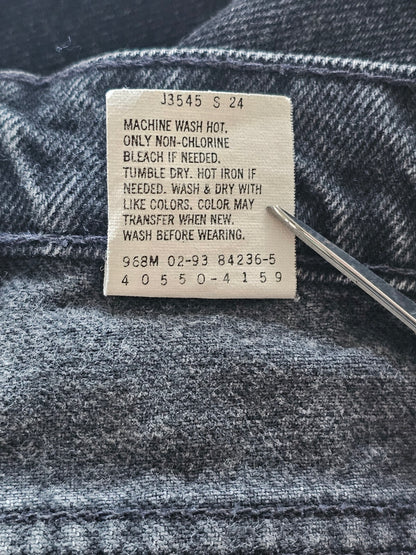 J3545 S 24
MACHINE WASH HOT,
ONLY NON-CHLORINE
BLEACH IF NEEDED.
TUMBLE DRY. HOT IRON IF
NEEDED. WASH & DRY WITH
LIKE COLORS. COLOR MAY
TRANSFER WHEN NEW.
WASH BEFORE WEARING.
968M 02-93 84236-5
40550-4159